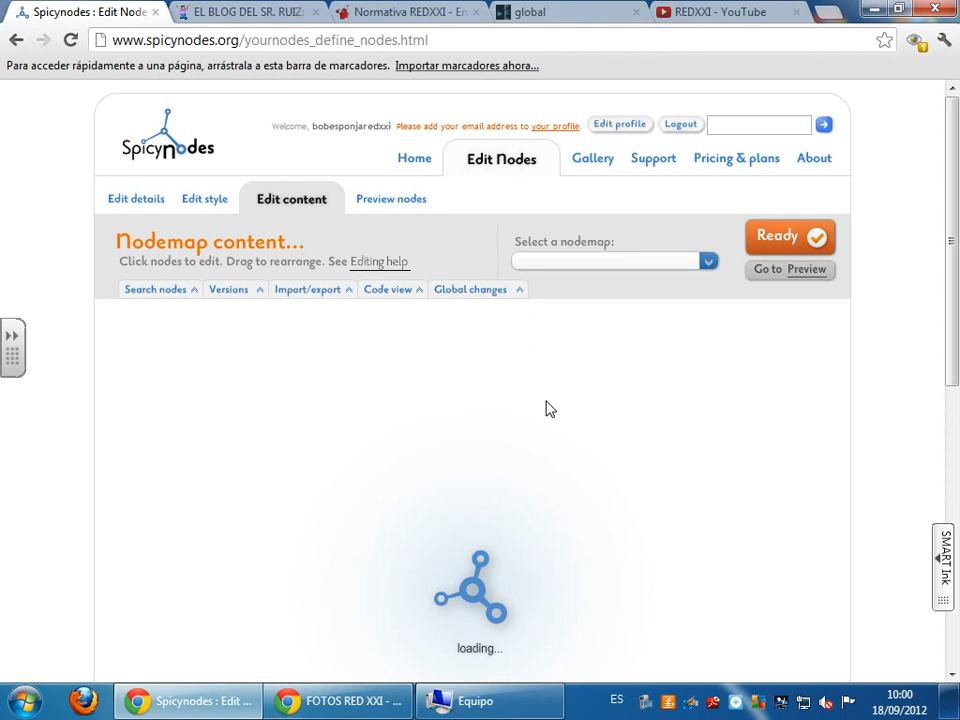 Spicynodes : Edit Node
EL BLOG DEL SR. RUIZ:
Normativa REDXXI - En
global
REDXXI - YouTube
www.spicynodes.org/yournodes_define_nodes.html
1
Para acceder rápidamente a una página, arrástrala a esta barra de marcadores. Importar marcadores ahora...
Spicynodes
Welcome, bobesponjaredxxi Please add your email address to your profile.
Edit profile
Logout
Home
Edit Nodes
Gallery
Support
Pricing & plans
About
Edit details
Edit style
Edit content
Preview nodes
Nodemap content...
Click nodes to edit. Drag to rearrange. See Editing help
Select a nodemap:
Ready
Go to Preview
Search nodes
Versions
Import/export
Code view
Global changes
loading...
SMART Ink
Spicynodes : Edit ...
FOTOS RED XXI - ...
Equipo
ES
10:00
18/09/2012